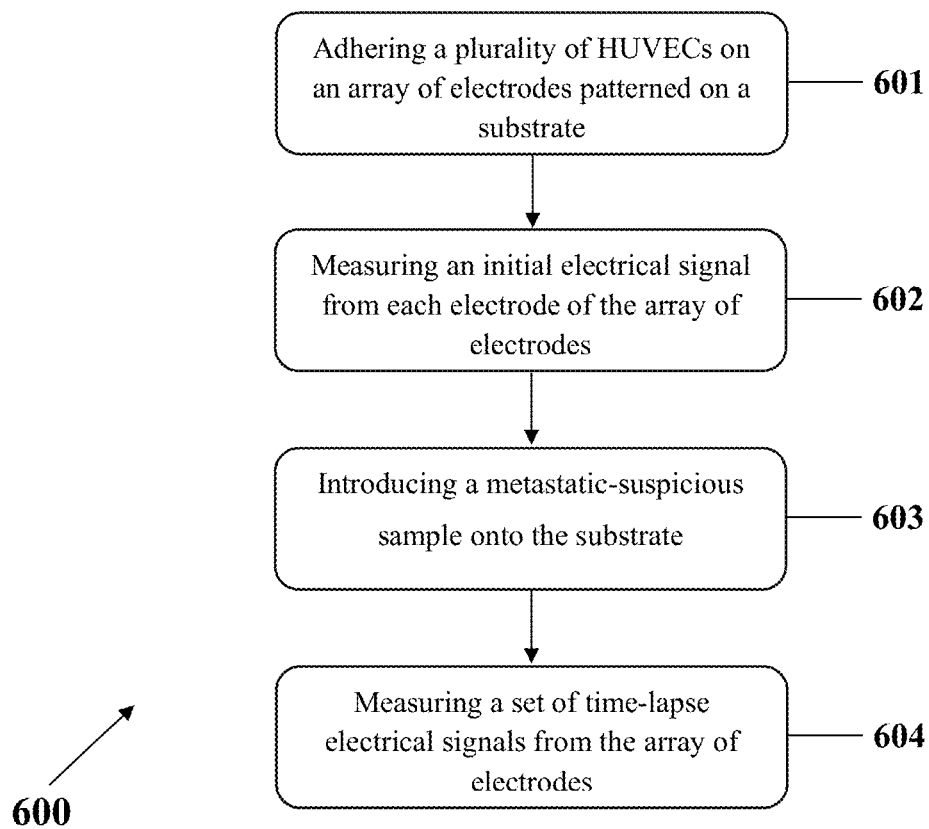 Adhering a plurality of HUVECs on
an array of electrodes patterned on a
substrate
601
Measuring an initial electrical signal
from each electrode of the array of
electrodes
602
Introducing a metastatic-suspicious
sample onto the substrate
603
Measuring a set of time-lapse
electrical signals from the array of
electrodes
604
600